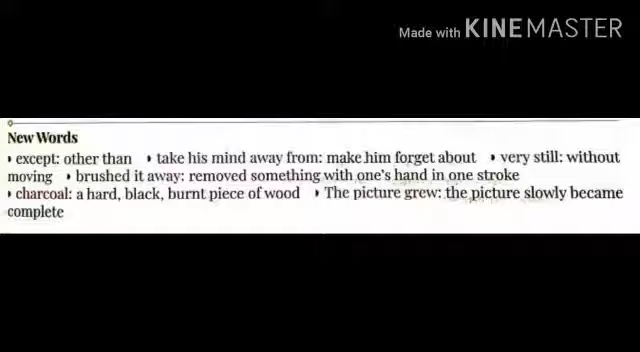 Made with KINEMASTER
New Words
• except: other than • take his mind away from: make him forget about • very still: without
moving • brushed it away: removed something with one's hand in one stroke
• charcoal: a hard, black, burnt piece of wood • The picture grew: the picture slowly became
complete